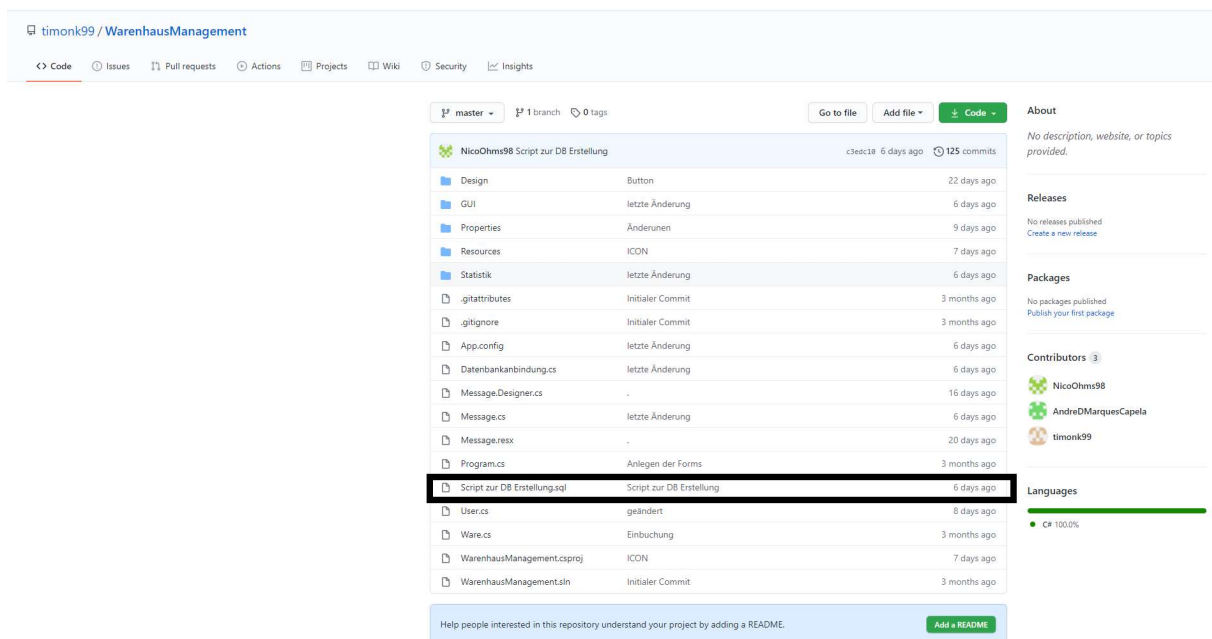 timonk99 / WarenhausManagement
Code Issues Pull requests Actions Projects Wiki Security Insights
master 1 branch 0 tags Go to file Add file Code
NicoOhms98 Script zur DB Erstellung c3edc18 6 days ago 125 commits
Design Button 22 days ago
GUI letzte Änderung 6 days ago
Properties Änderunen 9 days ago
Resources ICON 7 days ago
Statistik letzte Änderung 6 days ago
.gitattributes Initialer Commit 3 months ago
.gitignore Initialer Commit 3 months ago
App.config letzte Änderung 6 days ago
Datenbankanbindung.cs letzte Änderung 6 days ago
Message.Designer.cs . 16 days ago
Message.cs letzte Änderung 6 days ago
Message.resx . 20 days ago
Program.cs Anlegen der Forms 3 months ago
Script zur DB Erstellung.sql Script zur DB Erstellung 6 days ago
User.cs geändert 8 days ago
Ware.cs Einbuchung 3 months ago
WarenhausManagement.csproj ICON 7 days ago
WarenhausManagement.sln Initialer Commit 3 months ago
Help people interested in this repository understand your project by adding a README. Add a README
About
No description, website, or topics
provided.
Releases
No releases published
Create a new release
Packages
No packages published
Publish your first package
Contributors 3
NicoOhms98
AndreDMarquesCapela
timonk99
Languages
C# 100.0%